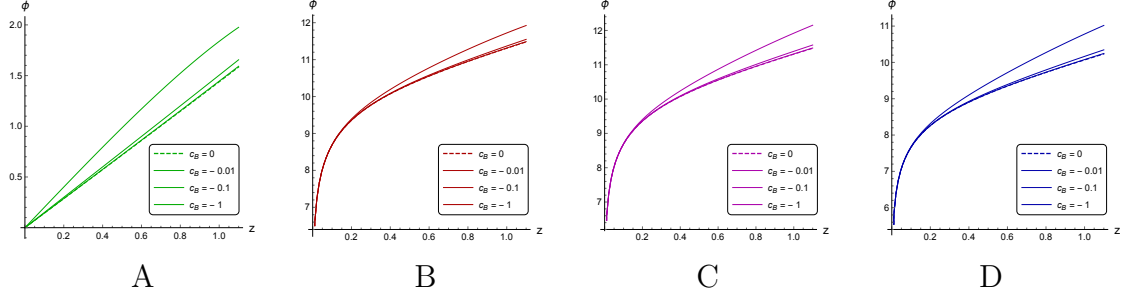 ϕ
2.0
1.5
1.0
0.5
0.2 0.4 0.6 0.8 1.0 z
c_B = 0
c_B = - 0.01
c_B = - 0.1
c_B = - 1
A
ϕ
12
11
10
9
8
7
0.2 0.4 0.6 0.8 1.0 z
c_B = 0
c_B = - 0.01
c_B = - 0.1
c_B = - 1
B
ϕ
12
11
10
9
8
7
0.2 0.4 0.6 0.8 1.0 z
c_B = 0
c_B = - 0.01
c_B = - 0.1
c_B = - 1
C
ϕ
11
10
9
8
7
6
0.2 0.4 0.6 0.8 1.0 z
c_B = 0
c_B = - 0.01
c_B = - 0.1
c_B = - 1
D